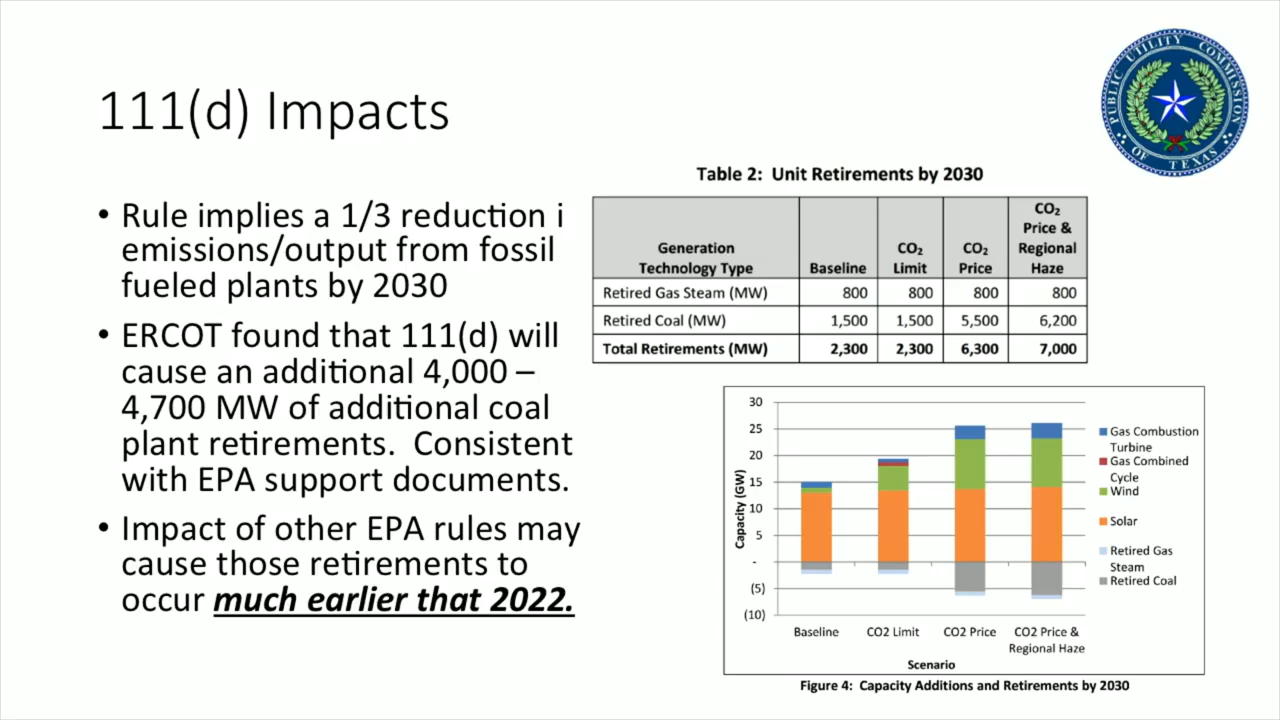 111(d) Impacts
PUBLIC UTILITY COMMISSION
OF TEXAS
• Rule implies a 1/3 reduction i
emissions/output from fossil
fueled plants by 2030
• ERCOT found that 111(d) will
cause an additional 4,000 –
4,700 MW of additional coal
plant retirements.  Consistent
with EPA support documents.
• Impact of other EPA rules may
cause those retirements to
occur much earlier that 2022.
Table 2:  Unit Retirements by 2030
Generation Technology Type Baseline CO2 Limit CO2 Price CO2 Price & Regional Haze
Retired Gas Steam (MW) 800 800 800 800
Retired Coal (MW) 1,500 1,500 5,500 6,200
Total Retirements (MW) 2,300 2,300 6,300 7,000
Capacity (GW)
30
25
20
15
10
5
-
(5)
(10)
Baseline CO2 Limit CO2 Price CO2 Price &
Regional Haze
Scenario
Gas Combustion
Turbine
Gas Combined
Cycle
Wind
Solar
Retired Gas
Steam
Retired Coal
Figure 4:  Capacity Additions and Retirements by 2030